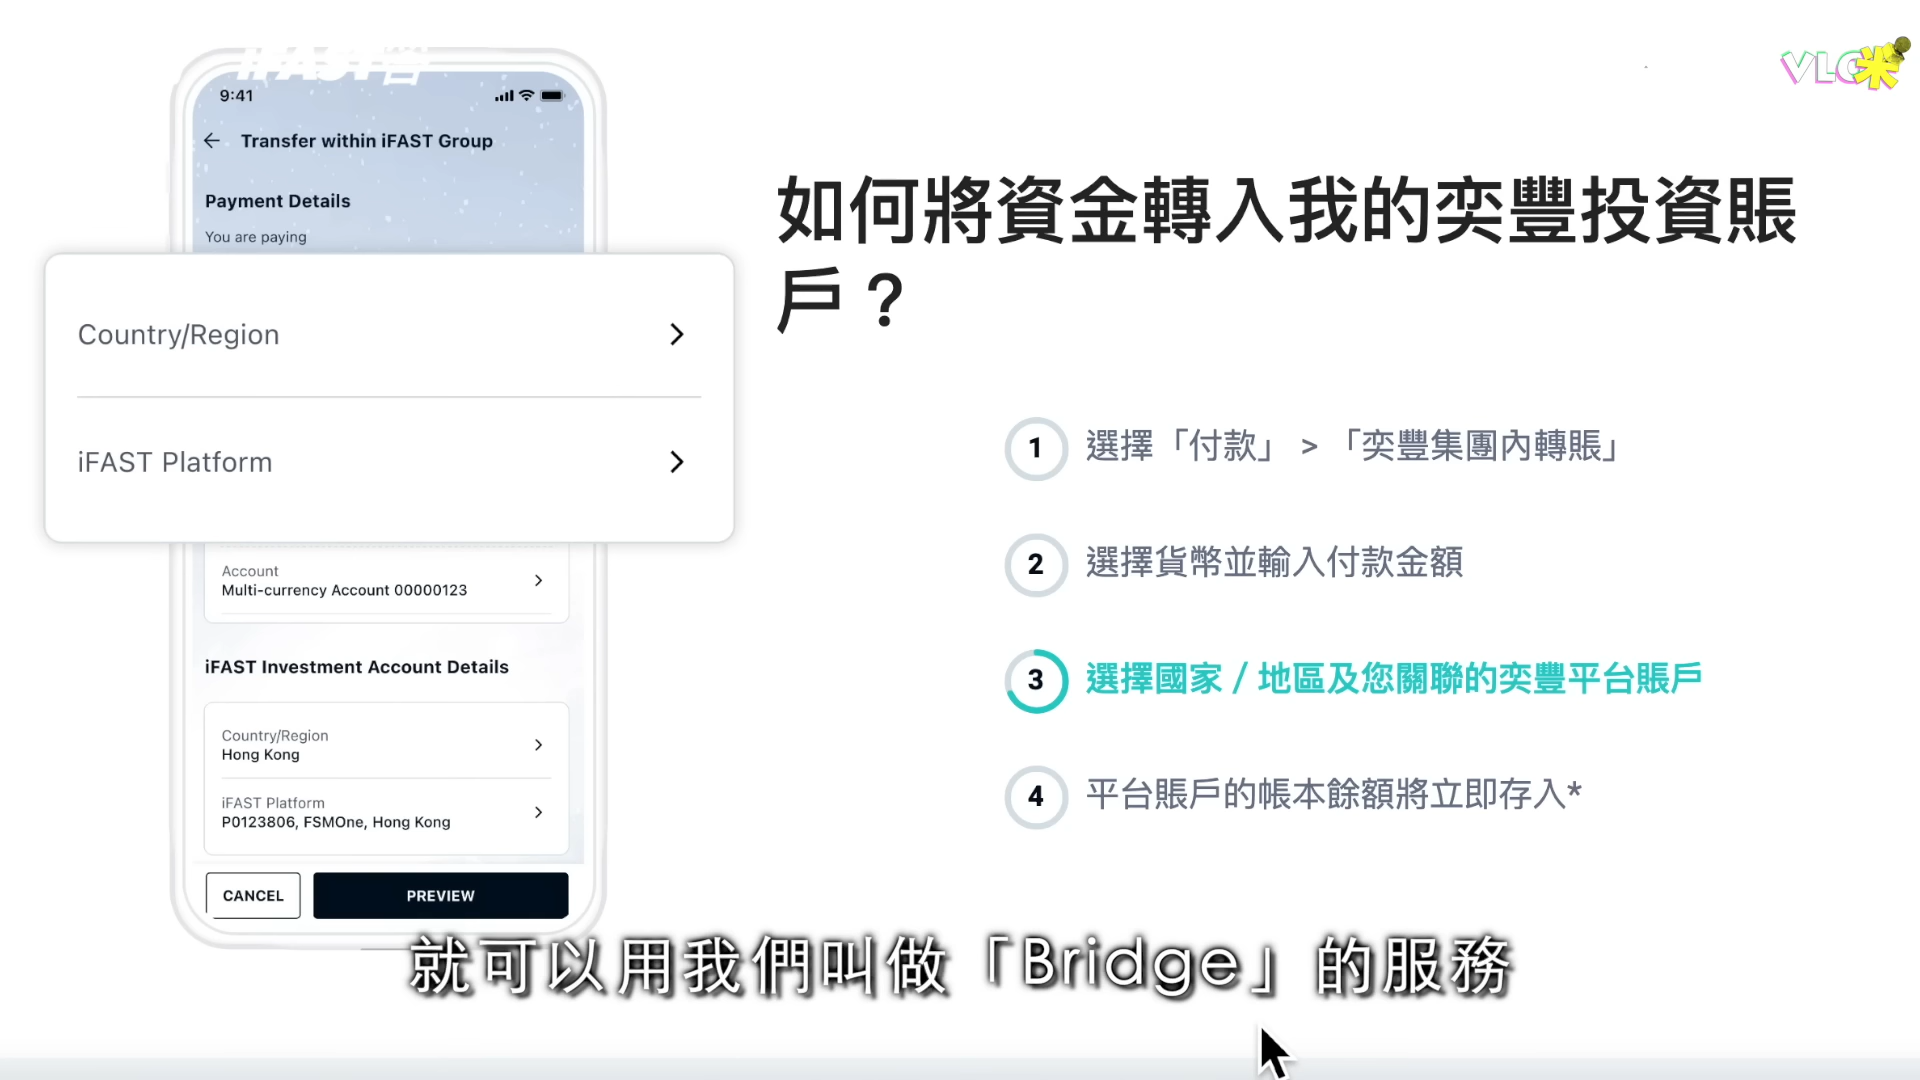 9:41
Transfer within iFAST Group
Payment Details
You are paying
Country/Region
iFAST Platform
Account
Multi-currency Account 00000123
iFAST Investment Account Details
Country/Region
Hong Kong
iFAST Platform
P0123806, FSMOne, Hong Kong
CANCEL
PREVIEW
VLO米
如何將資金轉入我的奕豐投資賬
戶？
1 選擇「付款」 > 「奕豐集團內轉賬」
2 選擇貨幣並輸入付款金額
3 選擇國家 / 地區及您關聯的奕豐平台賬戶
4 平台賬戶的帳本餘額將立即存入*
就可以用我們叫做「Bridge」的服務